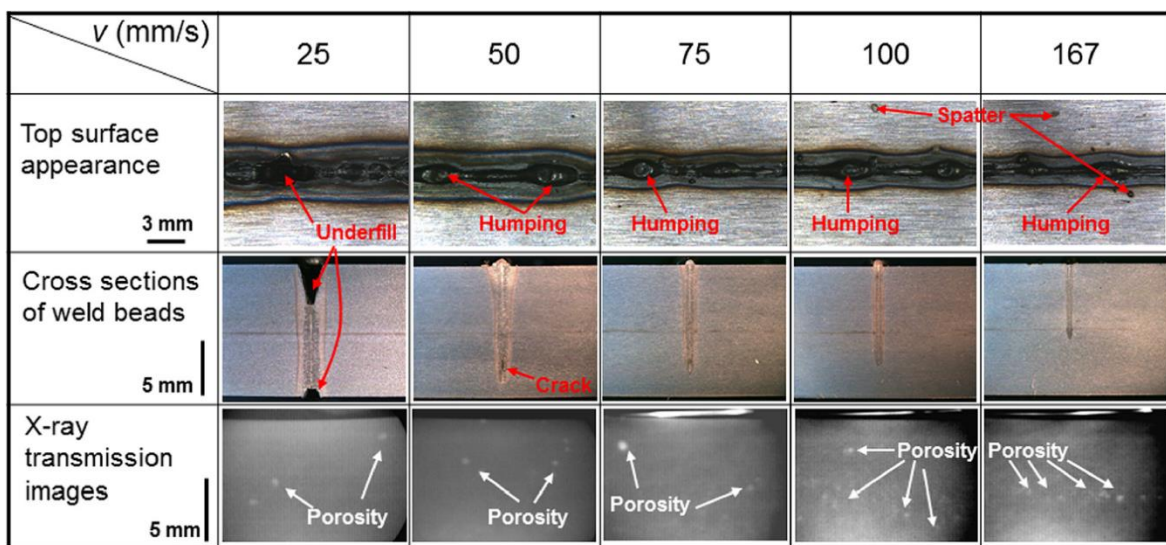 v (mm/s)
25
50
75
100
167
Top surface
appearance
3 mm
Underfill
Humping
Humping
Spatter
Humping
Humping
Cross sections
of weld beads
5 mm
Crack
X-ray
transmission
images
5 mm
Porosity
Porosity
Porosity
Porosity
Porosity